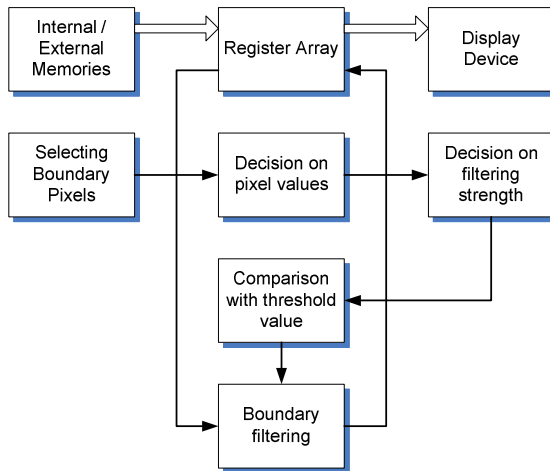 Internal /
External
Memories
Register Array
Display
Device
Selecting
Boundary
Pixels
Decision on
pixel values
Decision on
filtering
strength
Comparison
with threshold
value
Boundary
filtering